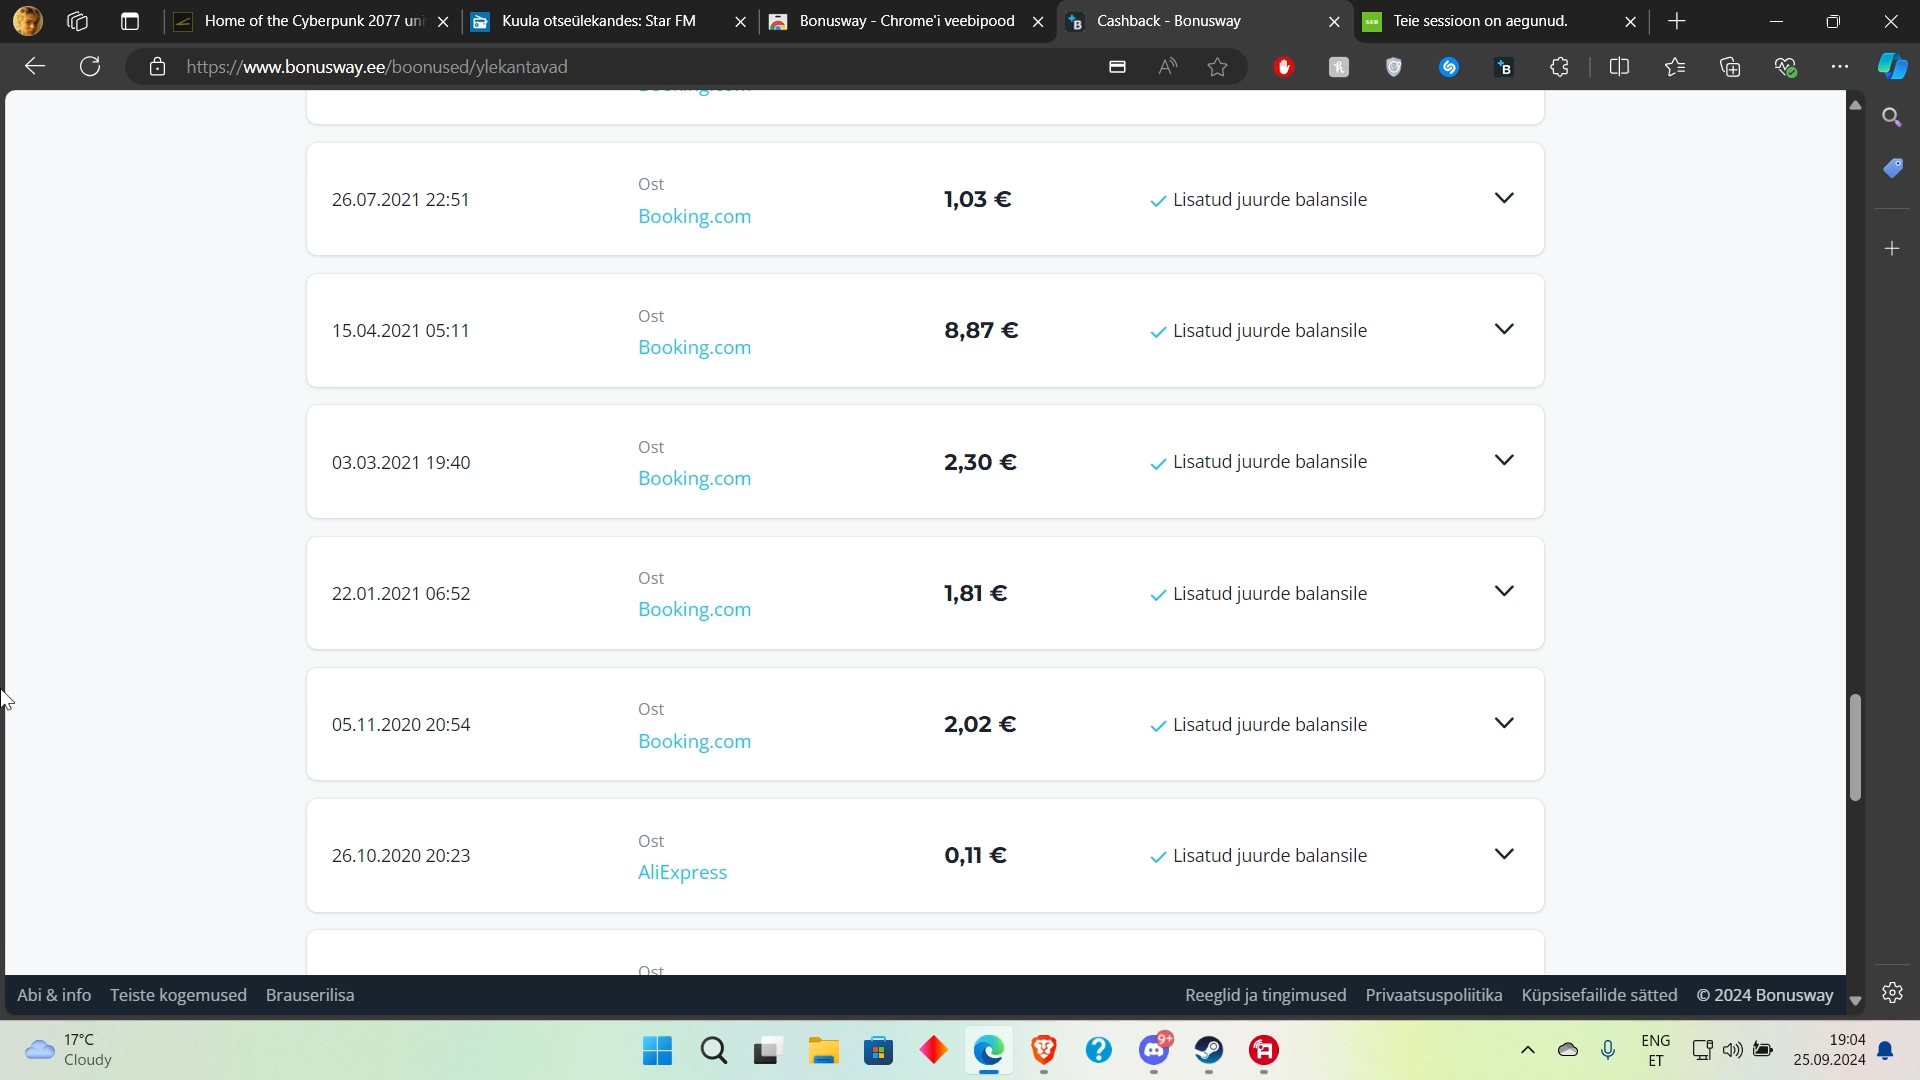 Home of the Cyberpunk 2077 uni
Kuula otseülekandes: Star FM
Bonusway - Chrome'i veebipood
Cashback - Bonusway
SEB
Teie sessioon on aegunud.
https://www.bonusway.ee/boonused/ylekantavad
26.07.2021 22:51
Ost
Booking.com
1,03 €
Lisatud juurde balansile
15.04.2021 05:11
Ost
Booking.com
8,87 €
Lisatud juurde balansile
03.03.2021 19:40
Ost
Booking.com
2,30 €
Lisatud juurde balansile
22.01.2021 06:52
Ost
Booking.com
1,81 €
Lisatud juurde balansile
05.11.2020 20:54
Ost
Booking.com
2,02 €
Lisatud juurde balansile
26.10.2020 20:23
Ost
AliExpress
0,11 €
Lisatud juurde balansile
Ost
Abi & info
Teiste kogemused
Brauserilisa
Reeglid ja tingimused
Privaatsuspoliitika
Küpsisefailide sätted
© 2024 Bonusway
17°C
Cloudy
9+
ENG
ET
19:04
25.09.2024